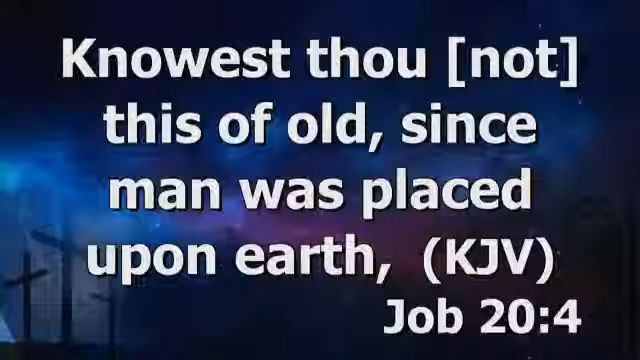 Knowest thou [not]
this of old, since
man was placed
upon earth, (KJV)
Job 20:4